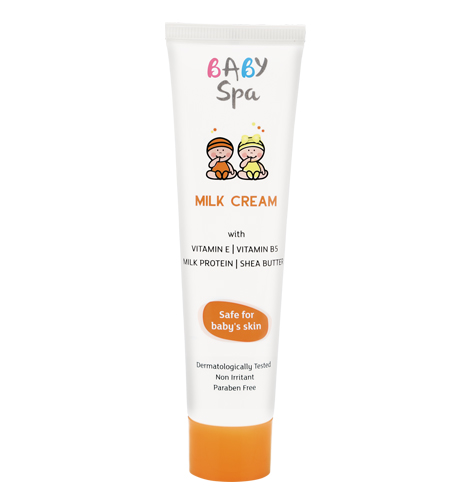 BABY
Spa
MILK CREAM
with
VITAMIN E | VITAMIN B5
MILK PROTEIN | SHEA BUTTER
Safe for
baby's skin
Dermatologically Tested
Non Irritant
Paraben Free